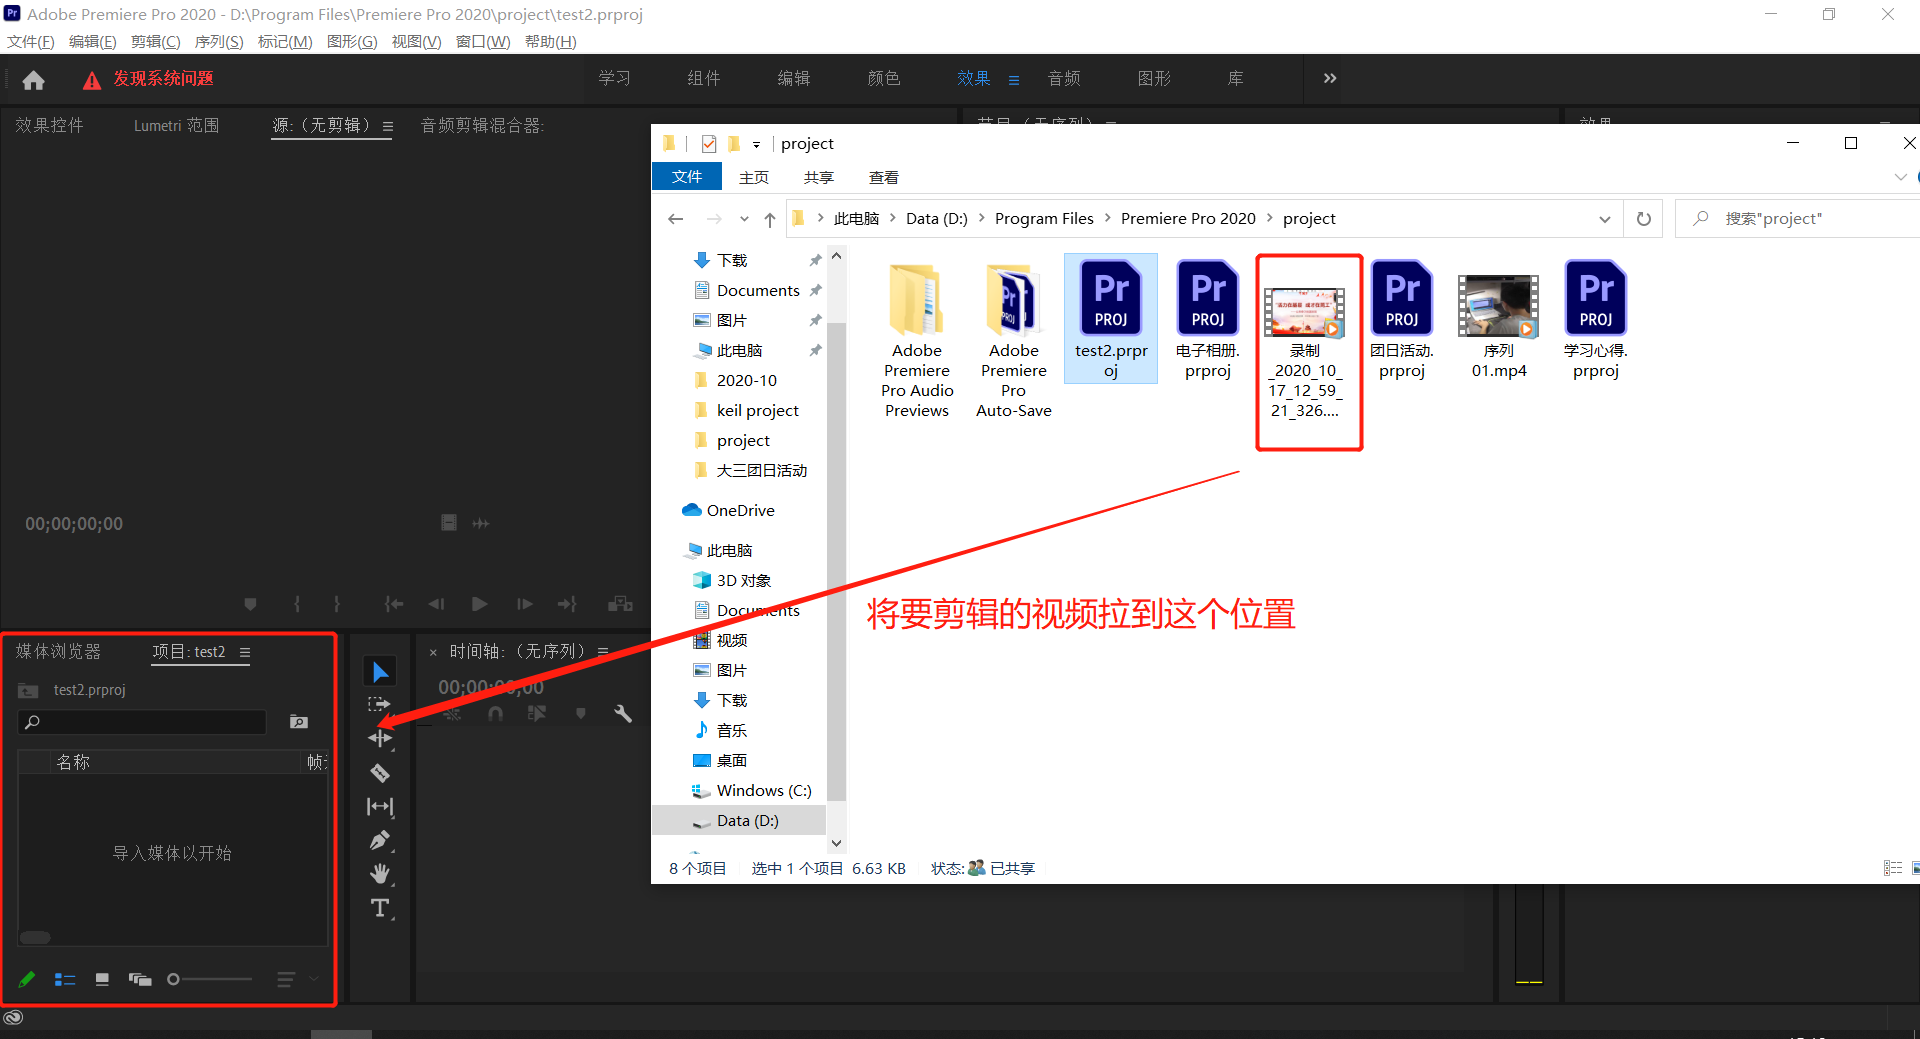 Adobe Premiere Pro 2020 - D:\Program Files\Premiere Pro 2020\project\test2.prproj
文件(F) 编辑(E) 剪辑(C) 序列(S) 标记(M) 图形(G) 视图(V) 窗口(W) 帮助(H)
发现系统问题
学习 组件 编辑 颜色 效果 音频 图形 库
效果控件 Lumetri 范围 源:（无剪辑） 音频剪辑混合器:
project
文件 主页 共享 查看
此电脑 Data (D:) Program Files Premiere Pro 2020 project
搜索"project"
下载
Documents
图片
此电脑
2020-10
keil project
project
大三团日活动
OneDrive
此电脑
3D 对象
Documents
视频
图片
下载
音乐
桌面
Windows (C:)
Data (D:)
Adobe Premiere Pro Audio Previews
Adobe Premiere Pro Auto-Save
Pr PROJ
test2.prproj
Pr PROJ
电子相册.prproj
录制_2020_10_17_12_59_21_326....
Pr PROJ
团日活动.prproj
序列 01.mp4
Pr PROJ
学习心得.prproj
将要剪辑的视频拉到这个位置
8 个项目 选中 1 个项目 6.63 KB 状态: 已共享
00;00;00;00
媒体浏览器 项目: test2
test2.prproj
名称
导入媒体以开始
× 时间轴:（无序列）
00;00;00;00